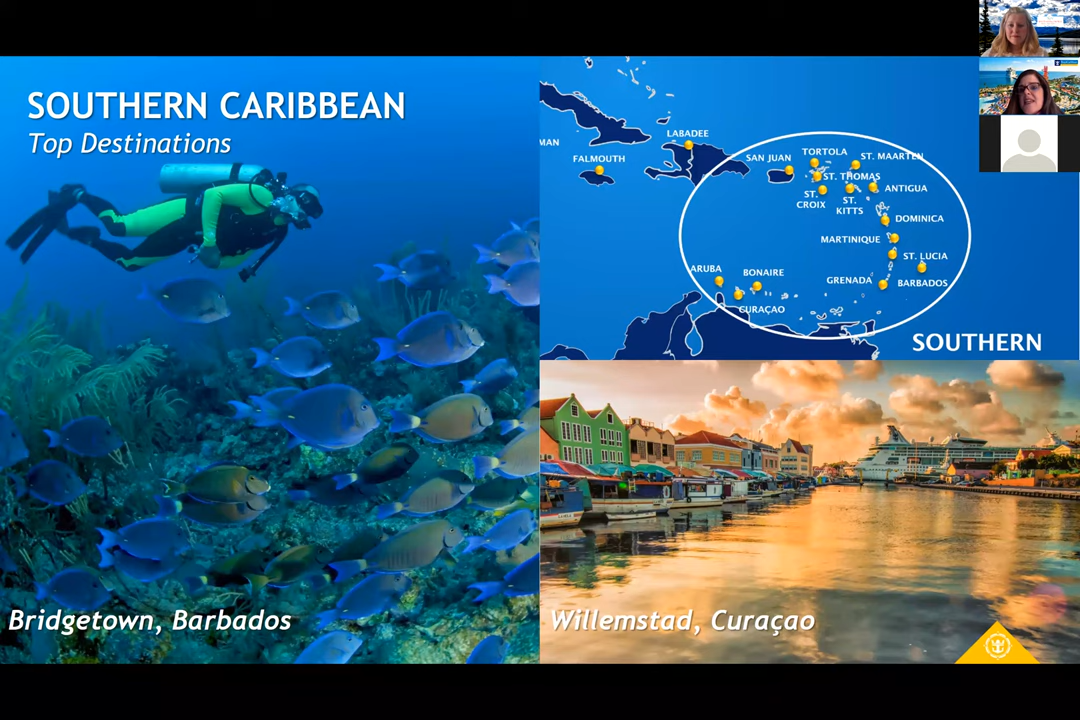 SOUTHERN CARIBBEAN
Top Destinations
MAN
FALMOUTH
LABADEE
SAN JUAN
TORTOLA
ST. MAARTEN
ST. THOMAS
ST.
CROIX
ST.
KITTS
ANTIGUA
DOMINICA
MARTINIQUE
ST. LUCIA
ARUBA
BONAIRE
GRENADA
BARBADOS
CURAÇAO
SOUTHERN
Bridgetown, Barbados
Willemstad, Curaçao